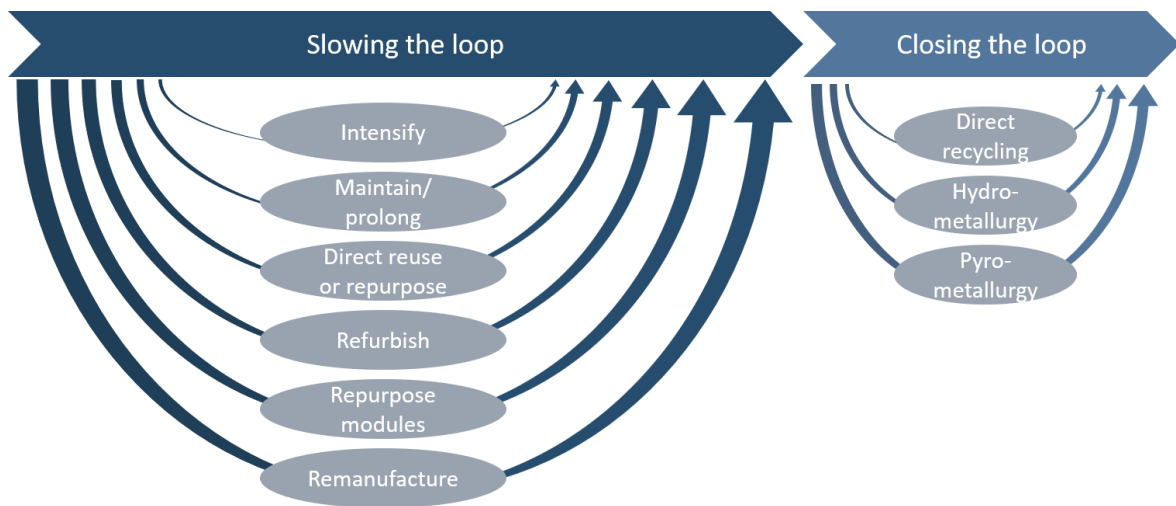 Slowing the loop
Closing the loop
Intensify
Maintain/
prolong
Direct reuse
or repurpose
Refurbish
Repurpose
modules
Remanufacture
Direct
recycling
Hydro-
metallurgy
Pyro-
metallurgy